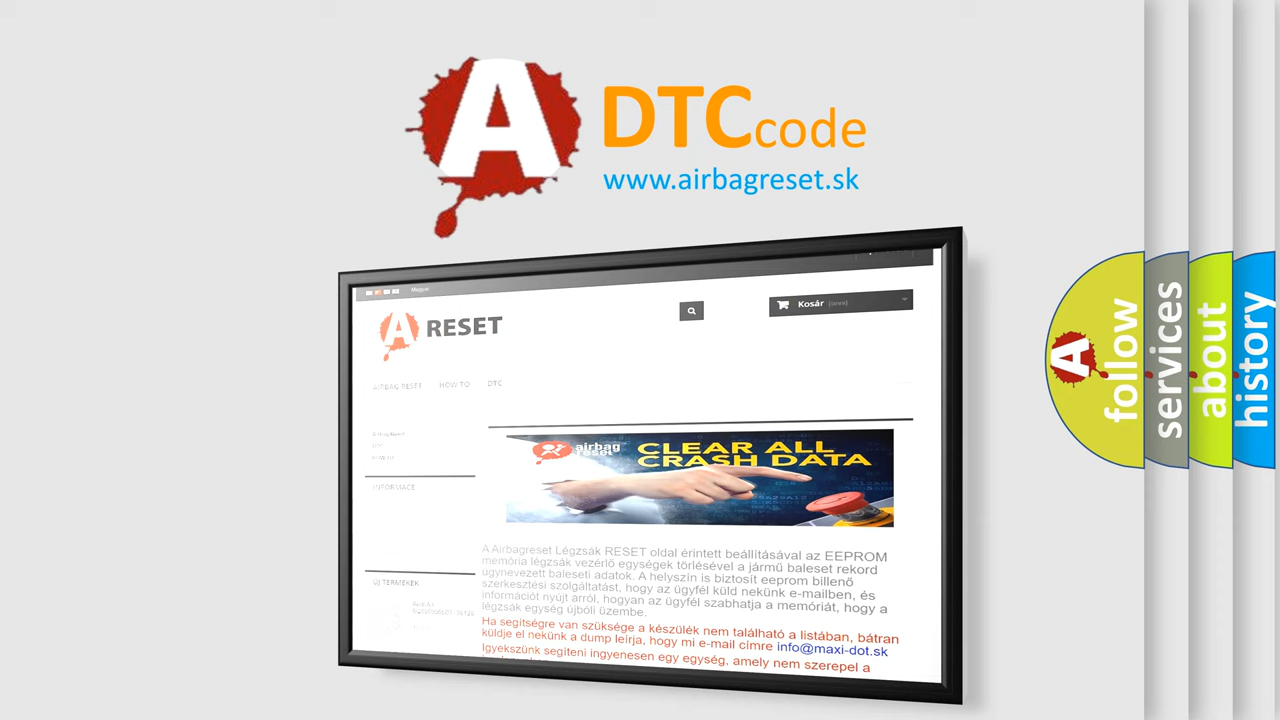 A DTCcode
www.airbagreset.sk
Magyar
Kosár (üres)
A RESET
AIRBAG RESET HOW TO DTC
INFORMACE
ÚJ TERMÉKEK
airbag
reset
CLEAR ALL
CRASH DATA
A Airbagreset Légzsák RESET oldal érintett beállításával az EEPROM
memória légzsák vezérlő egységek törlésével a jármű baleset rekord
úgynevezett baleseti adatok. A helyszín is biztosít eeprom billenő
szerkesztési szolgáltatást, hogy az ügyfél küld nekünk e-mailben, és
információt nyújt arról, hogyan az ügyfél szabhatja a memóriát, hogy a
légzsák egység újbóli üzembe.
Ha segítségre van szüksége a készülék nem található a listában, bátran
küldje el nekünk a dump leírja, hogy mi e-mail címre info@maxi-dot.sk
Igyekszünk segíteni ingyenesen egy egység, amely nem szerepel a
A follow
services
about
history